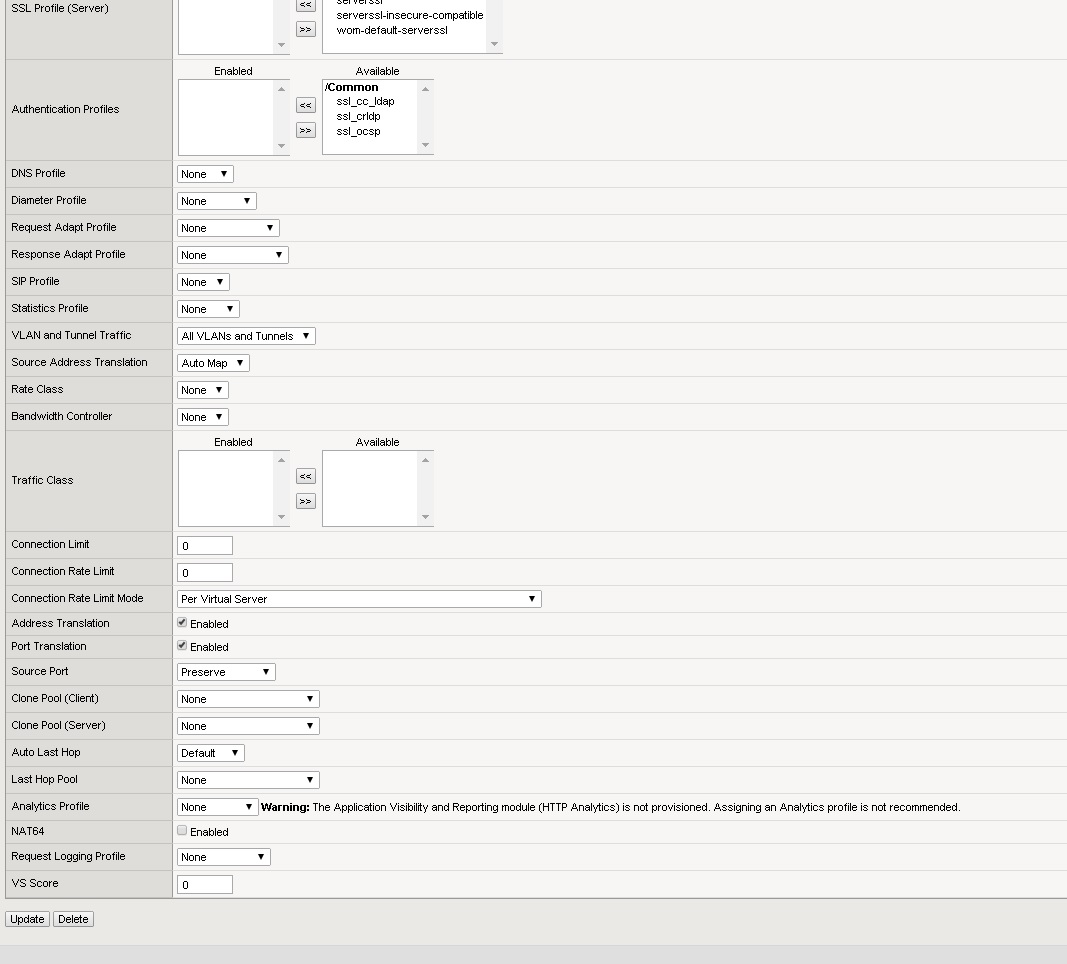 SSL Profile (Server)
<<
serverssl
serverssl-insecure-compatible
>>
wom-default-serverssl
Enabled
Available
Authentication Profiles
<<
>>
/Common
ssl_cc_ldap
ssl_crldp
ssl_ocsp
DNS Profile
None
Diameter Profile
None
Request Adapt Profile
None
Response Adapt Profile
None
SIP Profile
None
Statistics Profile
None
VLAN and Tunnel Traffic
All VLANs and Tunnels
Source Address Translation
Auto Map
Rate Class
None
Bandwidth Controller
None
Enabled
Available
Traffic Class
<<
>>
Connection Limit
0
Connection Rate Limit
0
Connection Rate Limit Mode
Per Virtual Server
Address Translation
Enabled
Port Translation
Enabled
Source Port
Preserve
Clone Pool (Client)
None
Clone Pool (Server)
None
Auto Last Hop
Default
Last Hop Pool
None
Analytics Profile
None Warning: The Application Visibility and Reporting module (HTTP Analytics) is not provisioned. Assigning an Analytics profile is not recommended.
NAT64
Enabled
Request Logging Profile
None
VS Score
0
Update Delete